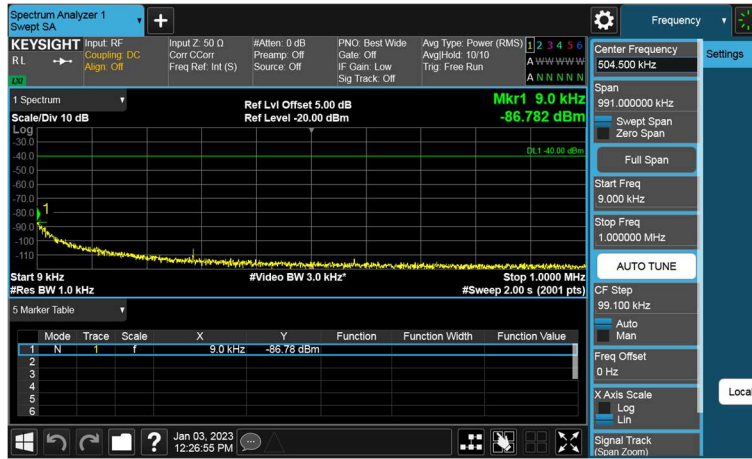 Spectrum Analyzer 1
Swept SA
Frequency
KEYSIGHT
R L
LXI
Input: RF
Coupling: DC
Align: Off
Input Z: 50 Ω
Corr CCorr
Freq Ref: Int (S)
#Atten: 0 dB
Preamp: Off
Source: Off
PNO: Best Wide
Gate: Off
IF Gain: Low
Sig Track: Off
Avg Type: Power (RMS)
Avg|Hold: 10/10
Trig: Free Run
1 2 3 4 5 6
A W W W W W
A N N N N N
1 Spectrum
Scale/Div 10 dB
Ref Lvl Offset 5.00 dB
Ref Level -20.00 dBm
Mkr1 9.0 kHz
-86.782 dBm
Log
DL1 -40.00 dBm
-30.0
-40.0
-50.0
-60.0
-70.0
-80.0
-90.0
-100
-110
1
Start 9 kHz
#Res BW 1.0 kHz
#Video BW 3.0 kHz*
Stop 1.0000 MHz
#Sweep 2.00 s (2001 pts)
5 Marker Table
Mode Trace Scale X Y Function Function Width Function Value
1 N 1 f 9.0 kHz -86.78 dBm
2
3
4
5
6
Jan 03, 2023
12:26:55 PM
Center Frequency
504.500 kHz
Settings
Span
991.000000 kHz
Swept Span
Zero Span
Full Span
Start Freq
9.000 kHz
Stop Freq
1.000000 MHz
AUTO TUNE
CF Step
99.100 kHz
Auto
Man
Freq Offset
0 Hz
X Axis Scale
Log
Lin
Local
Signal Track
(Span Zoom)